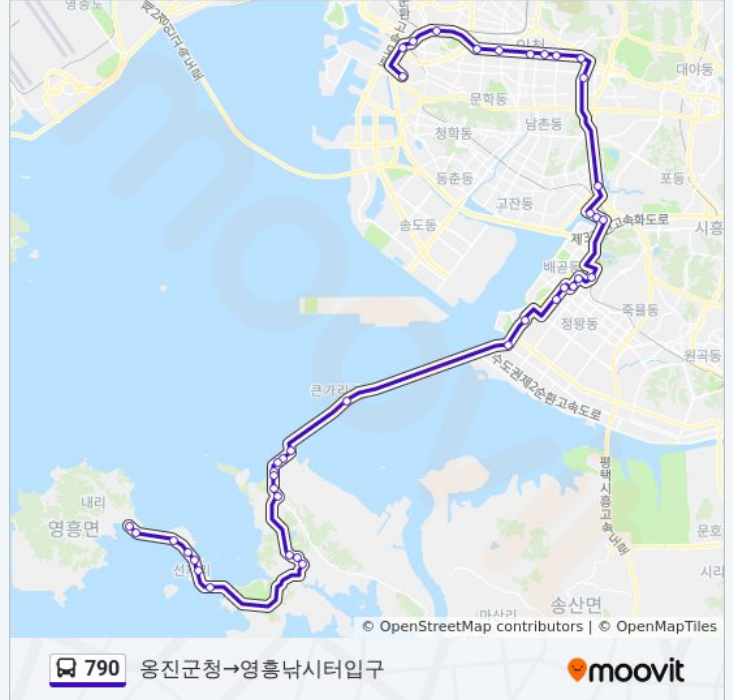 영종도
제2경인고속도로
인천
대야동
문학동
청학동
남촌동
동춘동
포동
고잔동
송도동
고속화도로
제3
시흥
배곧동
죽율동
정왕동
원곡동
수도권제2순환고속도로
큰가리
평택시흥고속도로
내리
영흥면
문호
선재리
시리
송산면
마산리
© OpenStreetMap contributors | © OpenMapTiles
790 옹진군청→영흥낚시터입구
moovit